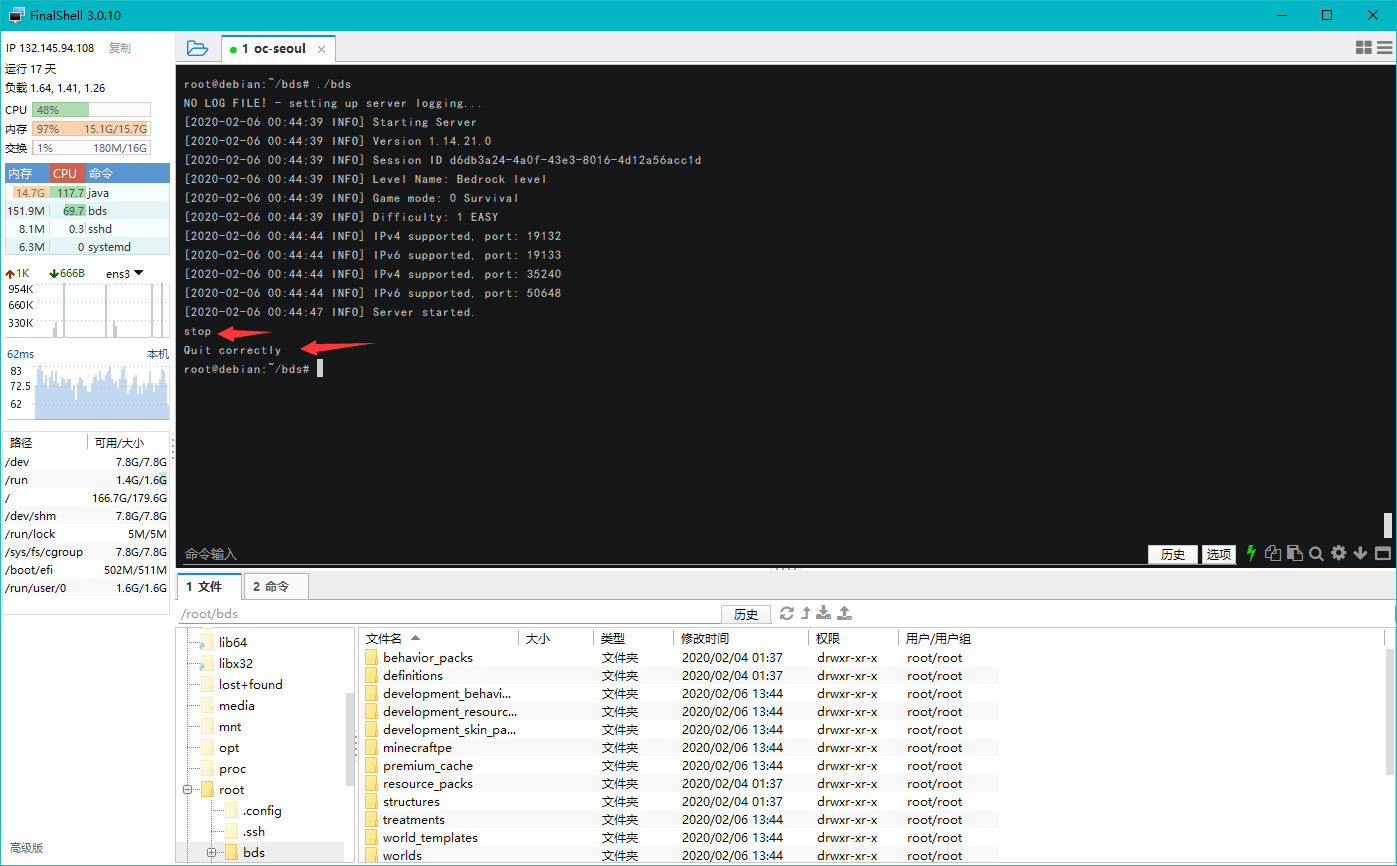 FinalShell 3.0.10
IP 132.145.94.108 复制
运行 17 天
负载 1.64, 1.41, 1.26
CPU 48%
内存 97% 15.1G/15.7G
交换 1% 180M/16G
内存 CPU 命令
14.7G 117.7 java
151.9M 69.7 bds
8.1M 0.3 sshd
6.3M 0 systemd
1K 666B ens3
954K
660K
330K
62ms 本机
83
72.5
62
路径 可用/大小
/dev 7.8G/7.8G
/run 1.4G/1.6G
/ 166.7G/179.6G
/dev/shm 7.8G/7.8G
/run/lock 5M/5M
/sys/fs/cgroup 7.8G/7.8G
/boot/efi 502M/511M
/run/user/0 1.6G/1.6G
高级版
1 oc-seoul
root@debian:~/bds# ./bds
NO LOG FILE! - setting up server logging...
[2020-02-06 00:44:39 INFO] Starting Server
[2020-02-06 00:44:39 INFO] Version 1.14.21.0
[2020-02-06 00:44:39 INFO] Session ID d6db3a24-4a0f-43e3-8016-4d12a56acc1d
[2020-02-06 00:44:39 INFO] Level Name: Bedrock level
[2020-02-06 00:44:39 INFO] Game mode: 0 Survival
[2020-02-06 00:44:39 INFO] Difficulty: 1 EASY
[2020-02-06 00:44:44 INFO] IPv4 supported, port: 19132
[2020-02-06 00:44:44 INFO] IPv6 supported, port: 19133
[2020-02-06 00:44:44 INFO] IPv4 supported, port: 35240
[2020-02-06 00:44:44 INFO] IPv6 supported, port: 50648
[2020-02-06 00:44:47 INFO] Server started.
stop
Quit correctly
root@debian:~/bds#
命令输入 历史 选项
1 文件 2 命令
/root/bds 历史
lib64
libx32
lost+found
media
mnt
opt
proc
root
.config
.ssh
bds
文件名 大小 类型 修改时间 权限 用户/用户组
behavior_packs 文件夹 2020/02/04 01:37 drwxr-xr-x root/root
definitions 文件夹 2020/02/04 01:37 drwxr-xr-x root/root
development_behavi... 文件夹 2020/02/06 13:44 drwxr-xr-x root/root
development_resourc... 文件夹 2020/02/06 13:44 drwxr-xr-x root/root
development_skin_pa... 文件夹 2020/02/06 13:44 drwxr-xr-x root/root
minecraftpe 文件夹 2020/02/06 13:44 drwxr-xr-x root/root
premium_cache 文件夹 2020/02/06 13:44 drwxr-xr-x root/root
resource_packs 文件夹 2020/02/04 01:37 drwxr-xr-x root/root
structures 文件夹 2020/02/04 01:37 drwxr-xr-x root/root
treatments 文件夹 2020/02/06 13:44 drwxr-xr-x root/root
world_templates 文件夹 2020/02/06 13:44 drwxr-xr-x root/root
worlds 文件夹 2020/02/06 13:44 drwxr-xr-x root/root